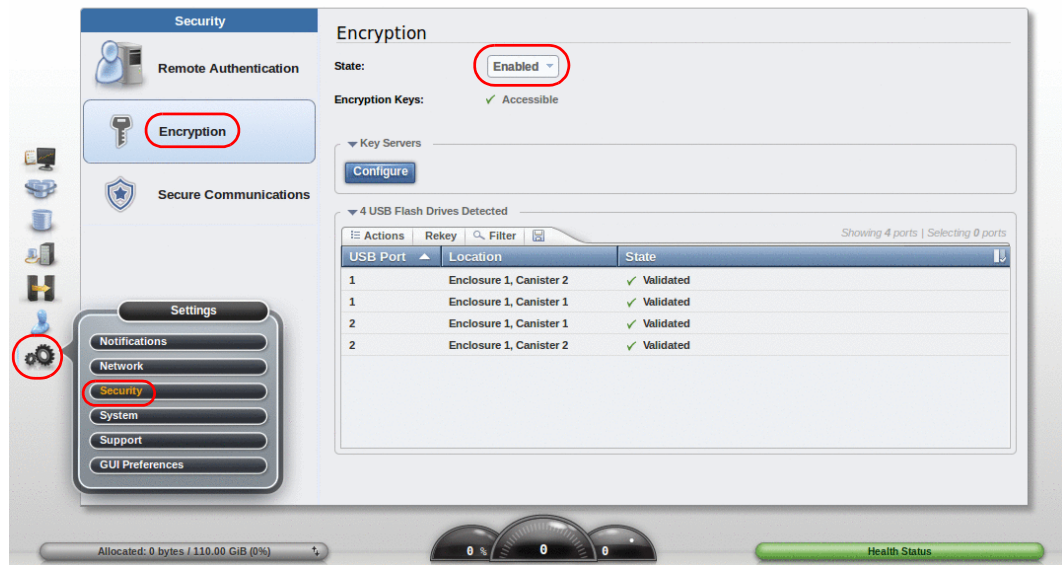 Security
Remote Authentication
Encryption
Secure Communications
Encryption
State: Enabled
Encryption Keys: Accessible
Key Servers
Configure
4 USB Flash Drives Detected
Actions Rekey Filter Showing 4 ports | Selecting 0 ports
USB Port Location State
1 Enclosure 1, Canister 2 Validated
1 Enclosure 1, Canister 1 Validated
2 Enclosure 1, Canister 1 Validated
2 Enclosure 1, Canister 2 Validated
Settings
Notifications
Network
Security
System
Support
GUI Preferences
Allocated: 0 bytes / 110.00 GiB (0%)
0 % 0 0
Health Status